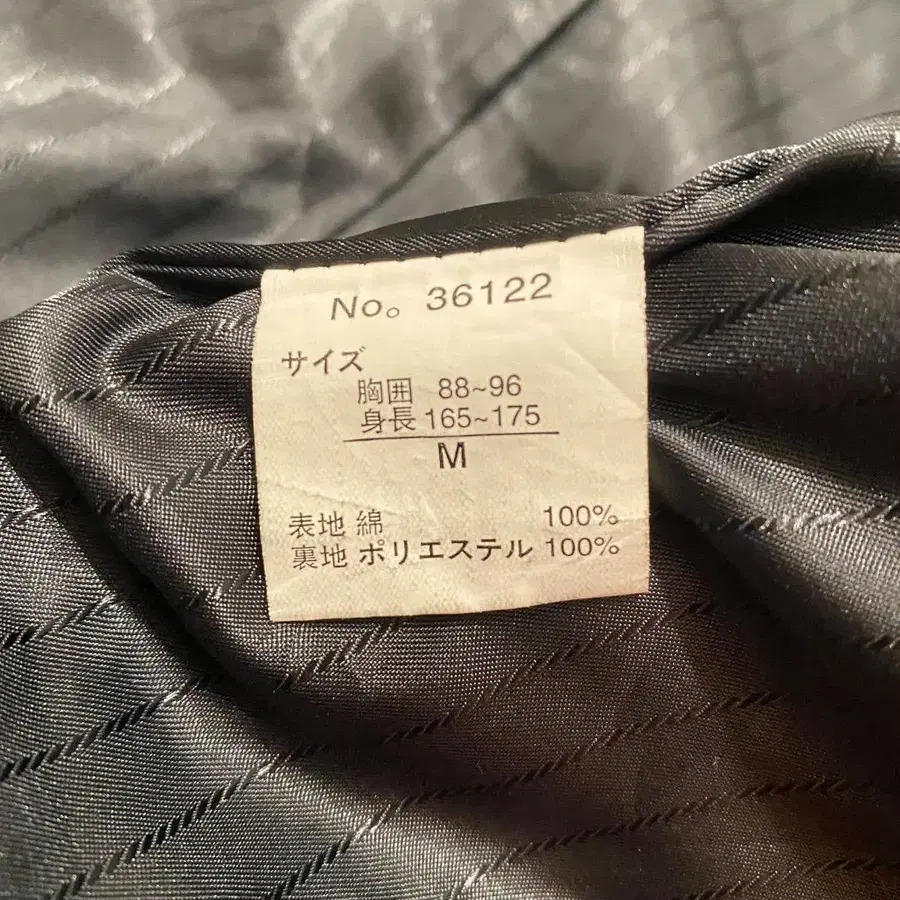 No。 36122
サイズ
胸囲 88~96
身長 165~175
M
表地 綿 100%
裏地 ポリエステル 100%